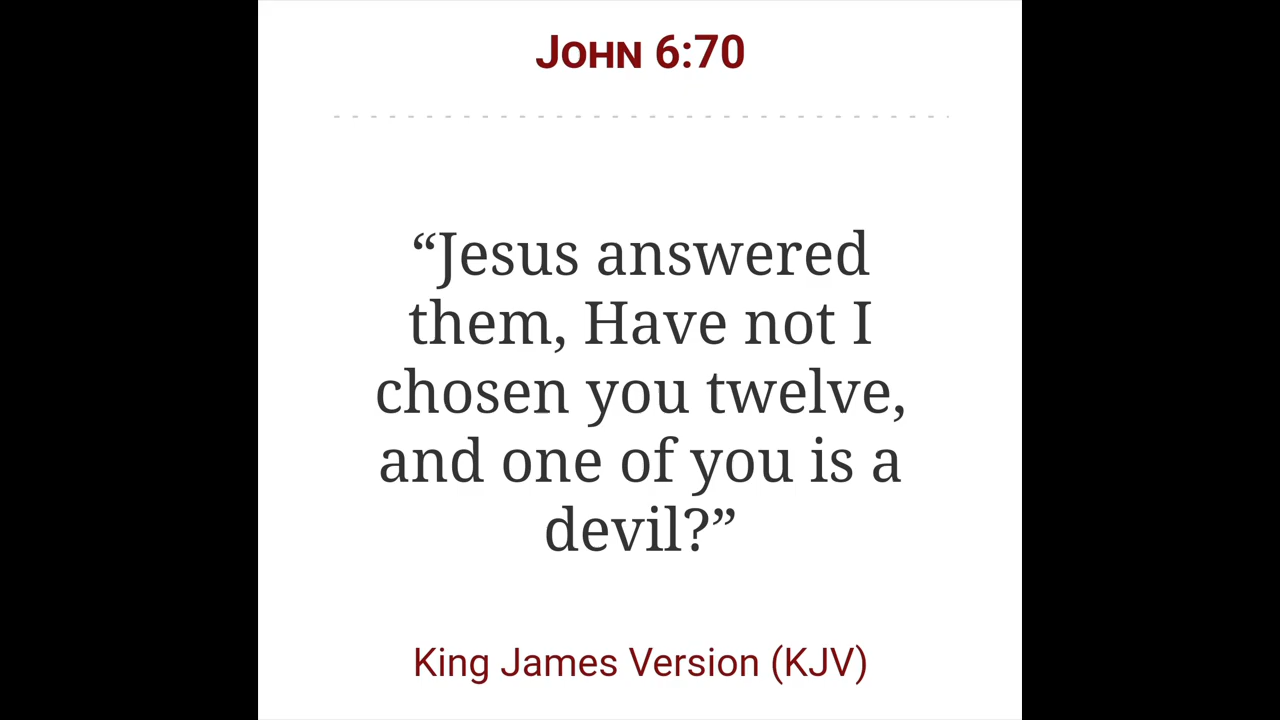 John 6:70
“Jesus answered
them, Have not I
chosen you twelve,
and one of you is a
devil?”
King James Version (KJV)